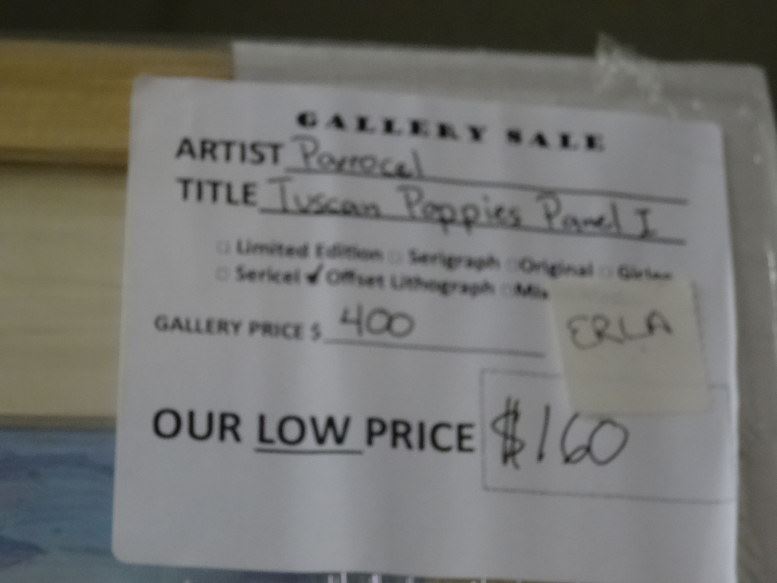 GALLERY SALE
ARTIST Parrocel
TITLE Tuscan Poppies Panel I
□ Limited Edition □ Serigraph □ Original □ Giclee
□ Sericel ✓ Offset Lithograph □
GALLERY PRICE $ 400
ERLA
OUR LOW PRICE $160